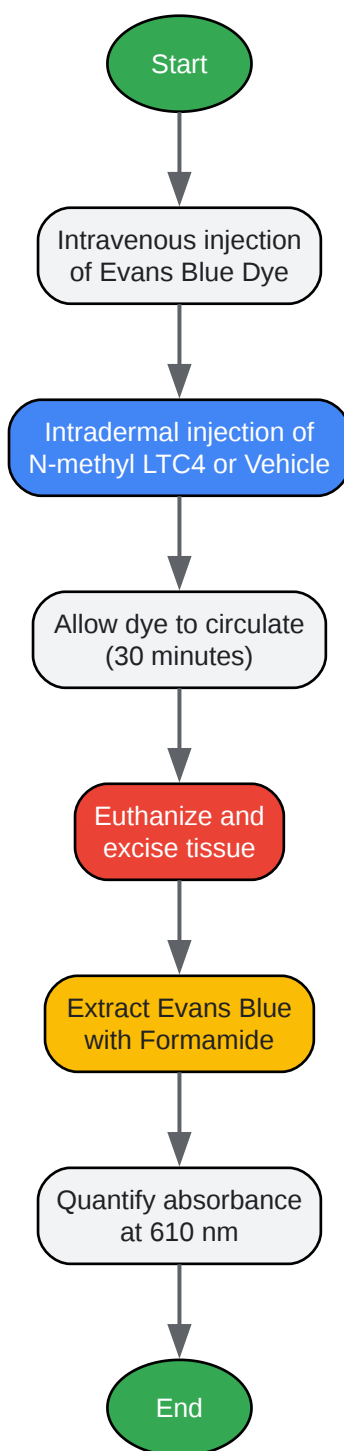 Start
Intravenous injection
of Evans Blue Dye
Intradermal injection of
N-methyl LTC4 or Vehicle
Allow dye to circulate
(30 minutes)
Euthanize and
excise tissue
Extract Evans Blue
with Formamide
Quantify absorbance
at 610 nm
End